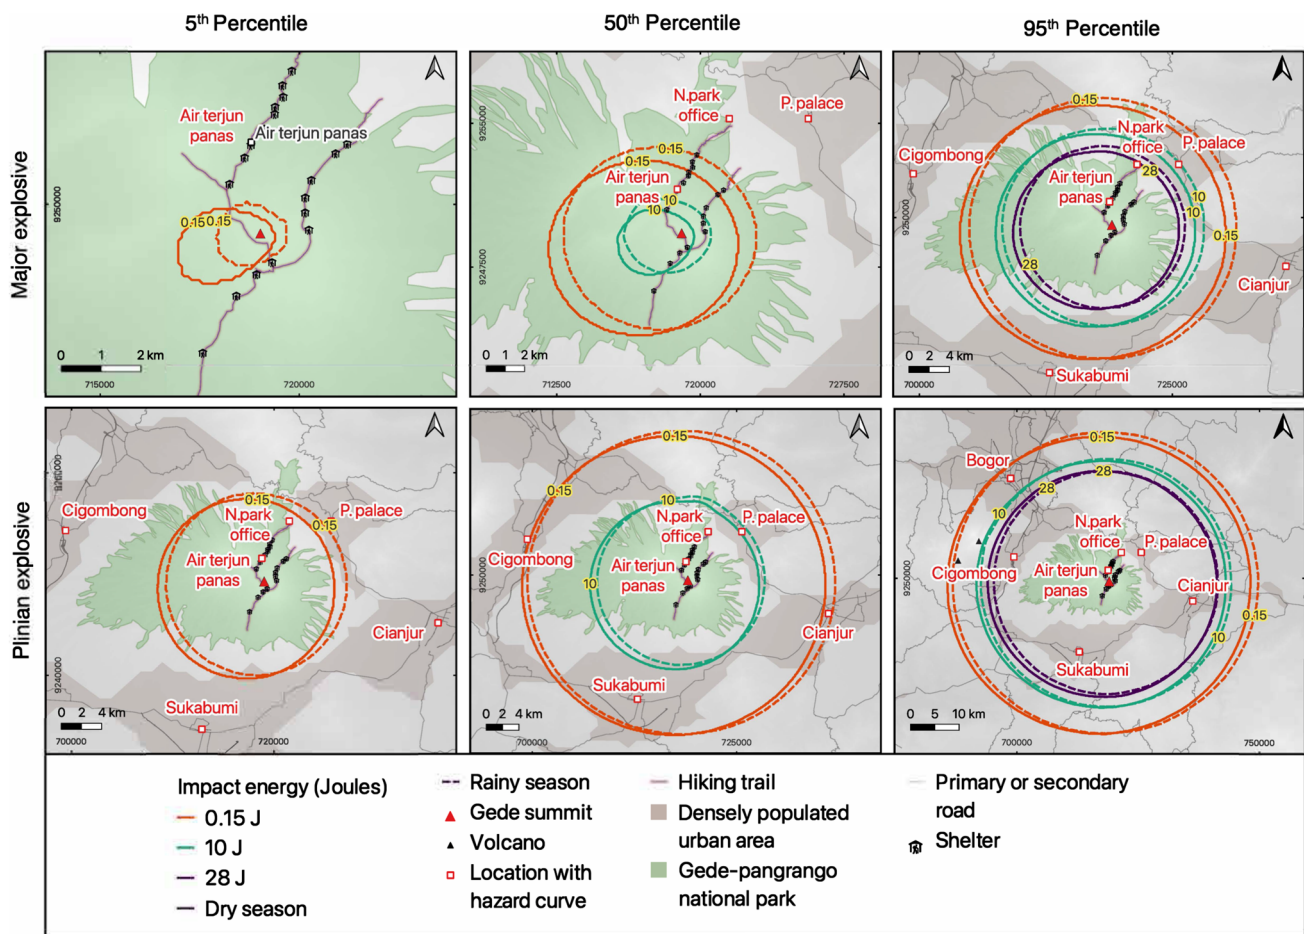 5th Percentile
50th Percentile
95th Percentile
Major explosive
Air terjun
panas
Air terjun panas
0.15
0.15
9250000
0 1 2 km
715000
720000
N.park
office
P. palace
9255000
0.15
0.15
Air terjun
panas
10
10
9247500
0 1 2 km
712500
720000
727500
0.15
N.park
office
P. palace
Cigombong
28
Air terjun
panas
10
10
9250000
0.15
28
Cianjur
0 2 4 km
Sukabumi
700000
725000
Plinian explosive
Cigombong
0.15
N.park
office
0.15
P. palace
Air terjun
panas
Cianjur
9240000
Sukabumi
0 2 4 km
700000
720000
0.15
0.15
10
N.park
office
P. palace
Cigombong
Air terjun
panas
10
9250000
Cianjur
Sukabumi
0 2 4 km
700000
725000
0.15
Bogor
28
28
10
N.park
office
P. palace
Cigombong
Air terjun
panas
Cianjur
9250000
0.15
10
Sukabumi
0 5 10 km
700000
750000
Impact energy (Joules)
0.15 J
10 J
28 J
Dry season
Rainy season
Gede summit
Volcano
Location with
hazard curve
Hiking trail
Densely populated
urban area
Gede-pangrango
national park
Primary or secondary
road
Shelter